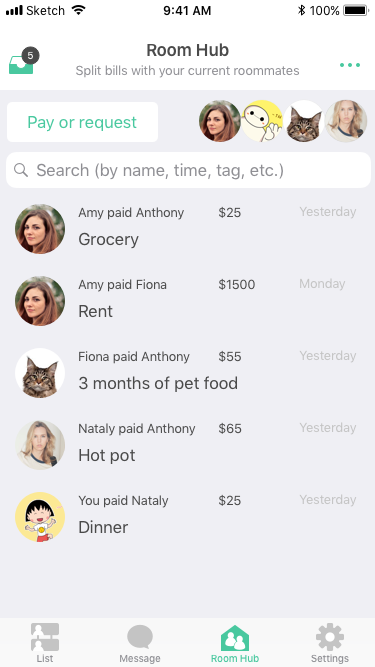 Sketch 9:41 AM 100%
5
Room Hub
Split bills with your current roommates
Pay or request
Search (by name, time, tag, etc.)
Amy paid Anthony $25 Yesterday
Grocery
Amy paid Fiona $1500 Monday
Rent
Fiona paid Anthony $55 Yesterday
3 months of pet food
Nataly paid Anthony $65 Yesterday
Hot pot
You paid Nataly $25 Yesterday
Dinner
List Message Room Hub Settings